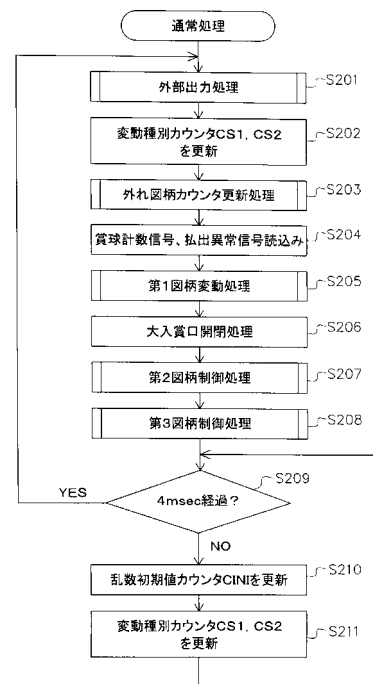 通常処理
外部出力処理
S201
変動種別カウンタCS1，CS2
を更新
S202
外れ図柄カウンタ更新処理
S203
賞球計数信号、払出異常信号読込み
S204
第1図柄変動処理
S205
大入賞口開閉処理
S206
第2図柄制御処理
S207
第3図柄制御処理
S208
S209
4msec経過？
YES
NO
乱数初期値カウンタCINIを更新
S210
変動種別カウンタCS1，CS2
を更新
S211